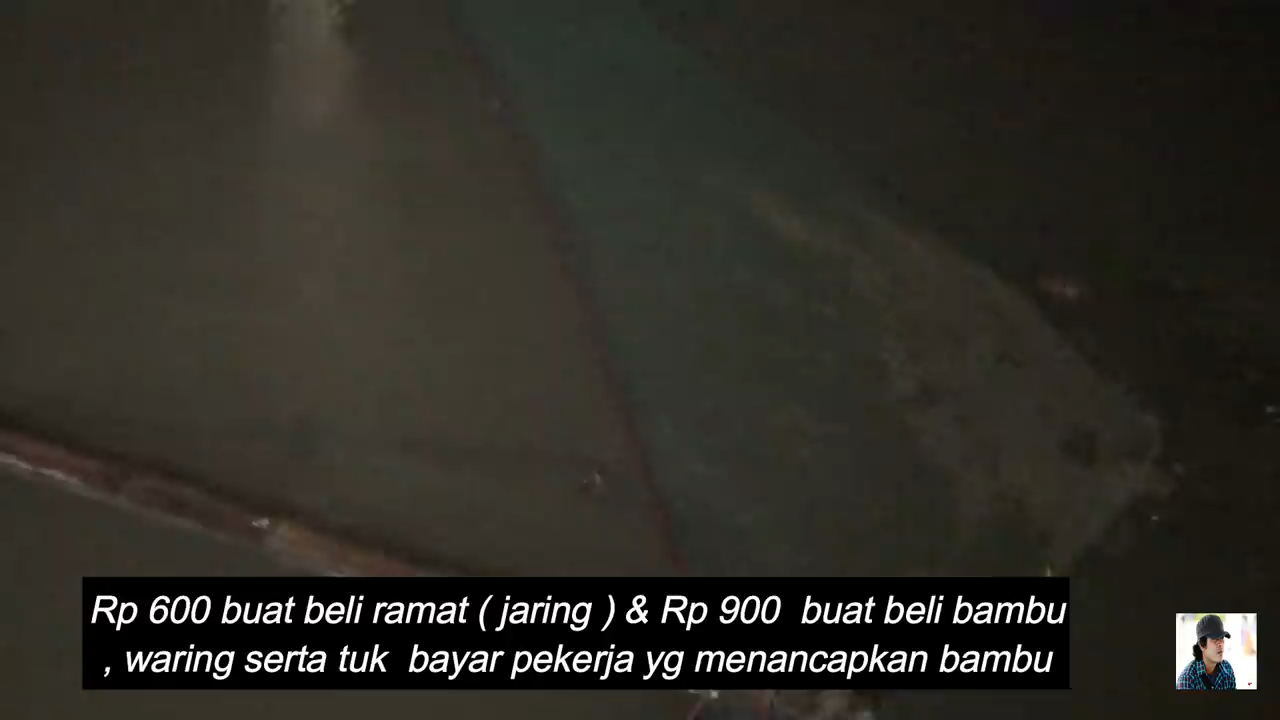 Rp 600 buat beli ramat ( jaring ) & Rp 900 buat beli bambu
, waring serta tuk bayar pekerja yg menancapkan bambu